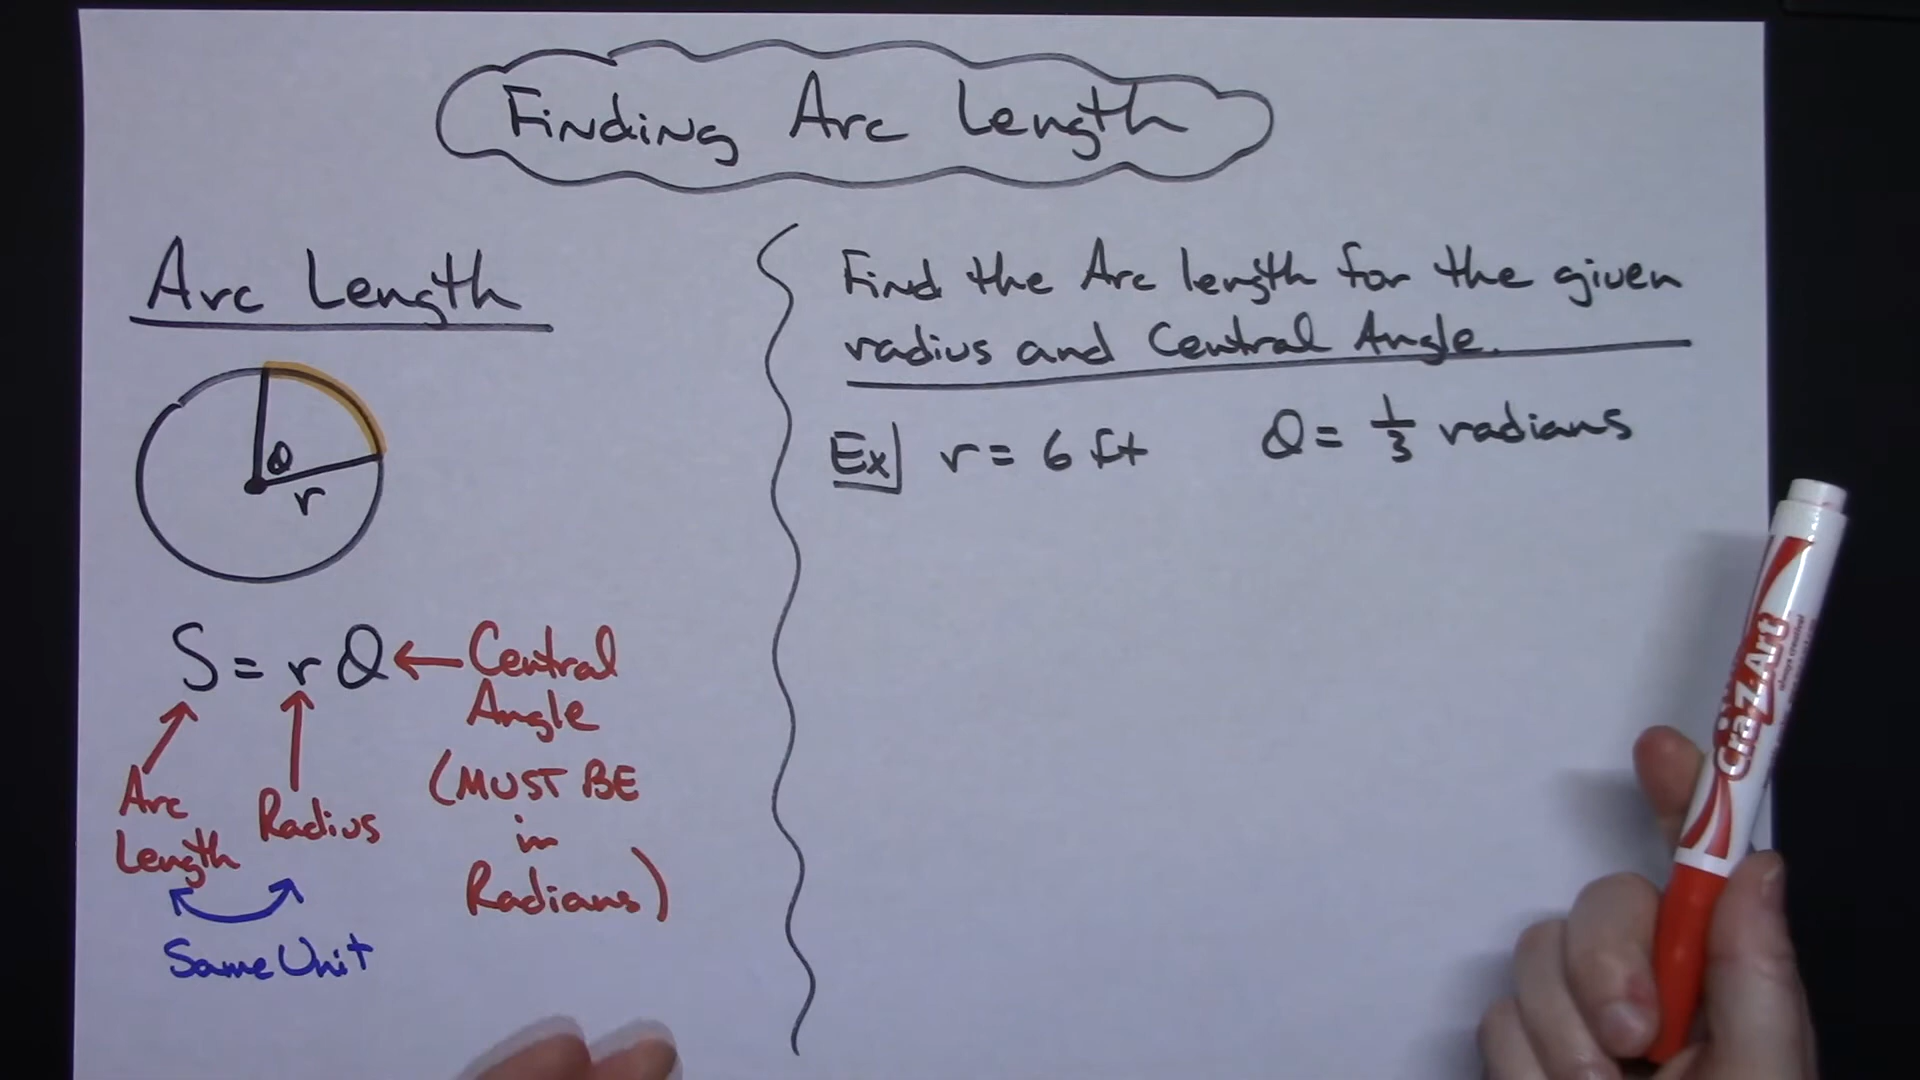 Finding Arc Length
Arc Length
θ
r
S = r θ ← Central
Angle
(MUST BE
in
Radians)
Arc
Length
Radius
Same Unit
Find the Arc length for the given
radius and Central Angle.
Ex] r = 6 ft θ = 1/3 radians
CraZArt